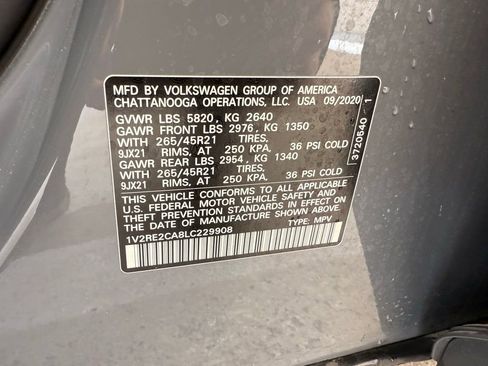 MFD BY VOLKSWAGEN GROUP OF AMERICA
CHATTANOOGA OPERATIONS, LLC. USA 09/2020
GVWR LBS 5820, KG 2640
GAWR FRONT LBS 2976, KG 1350
WITH 265/45R21 TIRES,
9JX21 RIMS, AT 250 KPA, 36 PSI COLD
GAWR REAR LBS 2954, KG 1340
WITH 265/45R21 TIRES,
9JX21 RIMS, AT 250 KPA, 36 PSI COLD
THIS VEHICLE CONFORMS TO ALL APPLICABLE
U.S. FEDERAL MOTOR VEHICLE SAFETY AND
THEFT PREVENTION STANDARDS IN EFFECT ON
THE DATE OF MANUFACTURE SHOWN ABOVE.
1V2RE2CA8LC229908 TYPE: MPV
3720640 1